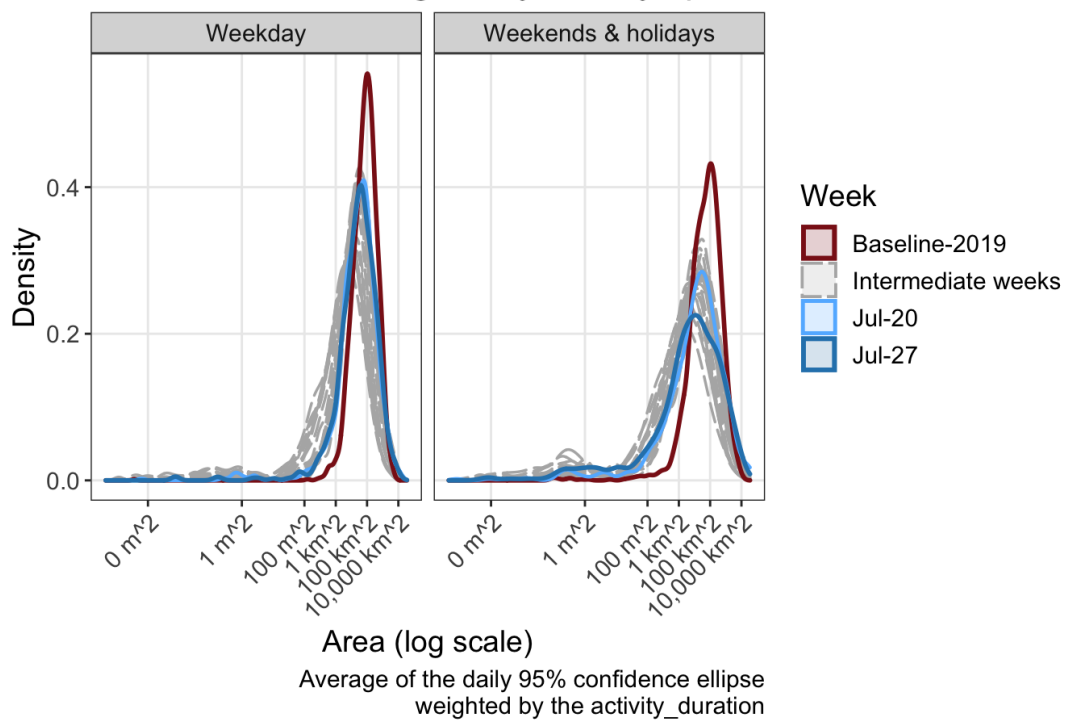 Weekday
Weekends & holidays
Density
0.4
0.2
0.0
0 m^2
1 m^2
100 m^2
1 km^2
100 km^2
10,000 km^2
0 m^2
1 m^2
100 m^2
1 km^2
100 km^2
10,000 km^2
Area (log scale)
Average of the daily 95% confidence ellipse
weighted by the activity_duration
Week
Baseline-2019
Intermediate weeks
Jul-20
Jul-27